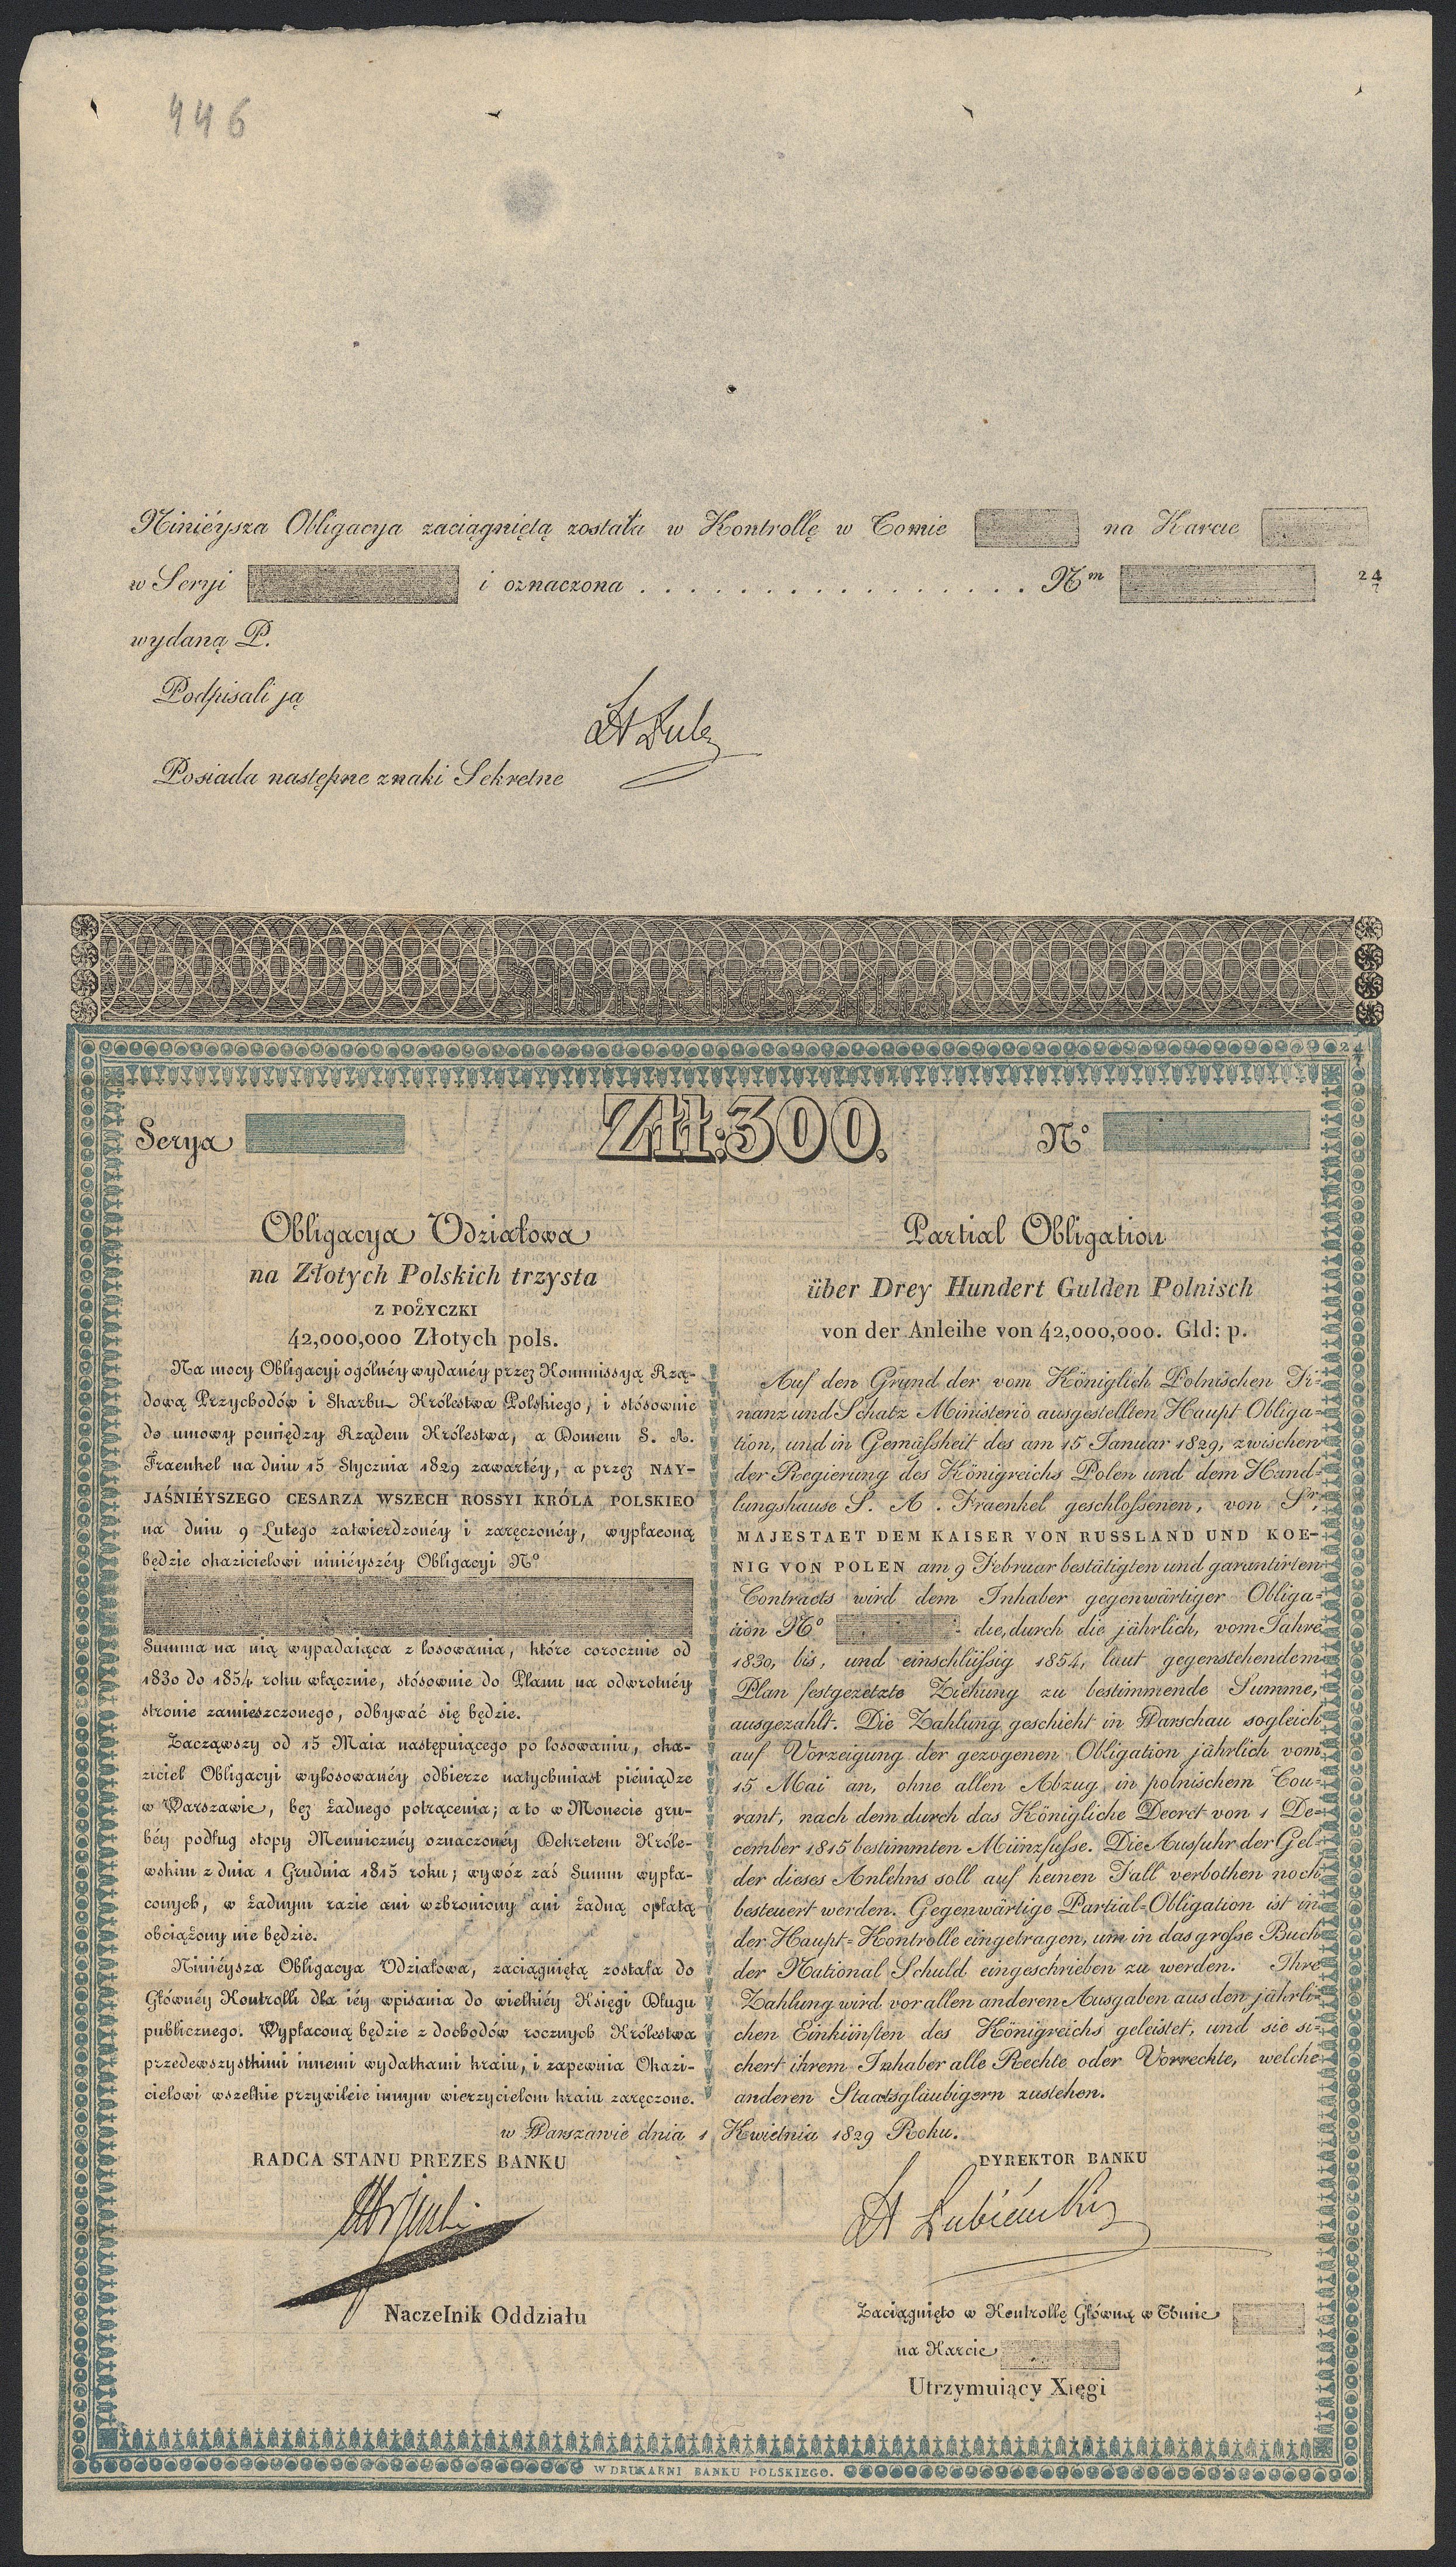 446
Niniéysza Obligacya zaciągniętą została w Kontrollę w Tomie na Karcie
w Seryi i oznaczona . . . . . . . . . . . . . . . . . Nm 24/7
wydaną P.
Podpisali ją
Posiada następne znaki Sekretne
Złotych Trzysta
24
Serya Złł:300. No
Obligacya Udziałowa
na Złotych Polskich trzysta
Z POŻYCZKI
42,000,000 Złotych pols.
Na mocy Obligacyi ogólnéy wydanéy przez Kommissyą Rzą-
dową Przychodów i Skarbu Królestwa Polskiego, i stósownie
do umowy pomiędzy Rządem Królestwa, a Domem S. A.
Fraenkel na dniu 15 Stycznia 1829 zawartéy, a przez NAY-
JAŚNIÉYSZEGO CESARZA WSZECH ROSSYI KRÓLA POLSKIEO
na dniu 9 Lutego zatwierdzonéy i zaręczonéy, wypłaconą
będzie okazicielowi niniéyszéy Obligacyi No
Summa na nią wypadaiąca z losowania, które corocznie od
1830 do 1854 roku włącznie, stósownie do Planu na odwrotnéy
stronie zamieszczonego, odbywać się będzie.
Zacząwszy od 15 Maia następuiącego po losowaniu, oka-
ziciel Obligacyi wylosowanéy odbierze natychmiast piéniądze
w Warszawie, bez żadnego potrącenia; a to w Monecie gru-
béy podług stopy Menniczéy oznaczonéy Dekretem Króle-
wskim z dnia 1 Grudnia 1815 roku; wywóz zaś Summ wypła-
conych, w żadnym razie ani wzbroniony ani żadną opłatą
obciążony nie będzie.
Niniéysza Obligacya Udziałowa, zaciągniętą została do
Głównéy Kontrolli dla iéy wpisania do wielkiéy Księgi Długu
publicznego. Wypłaconą będzie z dochodów rocznych Królestwa
przedewszystkimi innemi wydatkami kraiu, i zapewnia Okazi-
cielowi wszelkie przywileie innym wierzycielom kraiu zaręczone.
Partial Obligation
über Drey Hundert Gulden Polnisch
von der Anleihe von 42,000,000. Gld: p.
Auf den Grund der vom Königlich Polnischen Fi-
nanz und Schatz Ministerio ausgestellten Haupt Obliga-
tion, und in Gemäſsheit des am 15 Januar 1829, zwischen
der Regierung des Königreichs Polen und dem Hand-
lungshause S. A. Fraenkel geschloſsenen, von Sr
MAJESTAET DEM KAISER VON RUSSLAND UND KOE-
NIG VON POLEN am 9 Februar bestätigten und garantirten
Contracts wird dem Inhaber gegenwärtiger Obliga-
cion No die, durch die jährlich, vom Jahre
1830, bis, und einschlüſsig 1854, laut gegenstehendem
Plan festgezetzte Ziehung zu bestimmende Summe,
ausgezahlt. Die Zahlung geschieht in Warschau sogleich
auf Vorzeigung der gezogenen Obligation jährlich vom
15 Mai an, ohne allen Abzug in polnischem Cou-
rant, nach dem durch das Königliche Decret von 1 De-
cember 1815 bestimmten Münzfuſse. Die Ausfuhr der Gel-
der dieses Anlehns soll auf keinen Fall verbothen noch
besteuert werden. Gegenwärtige Partial-Obligation ist in
der Haupt-Kontrolle eingetragen, um in das groſse Buch
der National Schuld eingeschrieben zu werden. Ihre
Zahlung wird vor allen anderen Ausgaben aus den jährli-
chen Einkünften des Königreichs geleistet, und sie si-
chert ihrem Inhaber alle Rechte oder Vorrechte, welche
anderen Staatsgläubigern zustehen.
w Warszawie dnia 1 Kwietnia 1829 Roku.
RADCA STANU PREZES BANKU
DYREKTOR BANKU
Naczelnik Oddziału
Zaciągnięto w Kontrollę Główną w Tomie
na Karcie
Utrzymuiący Xięgi
W DRUKARNI BANKU POLSKIEGO.